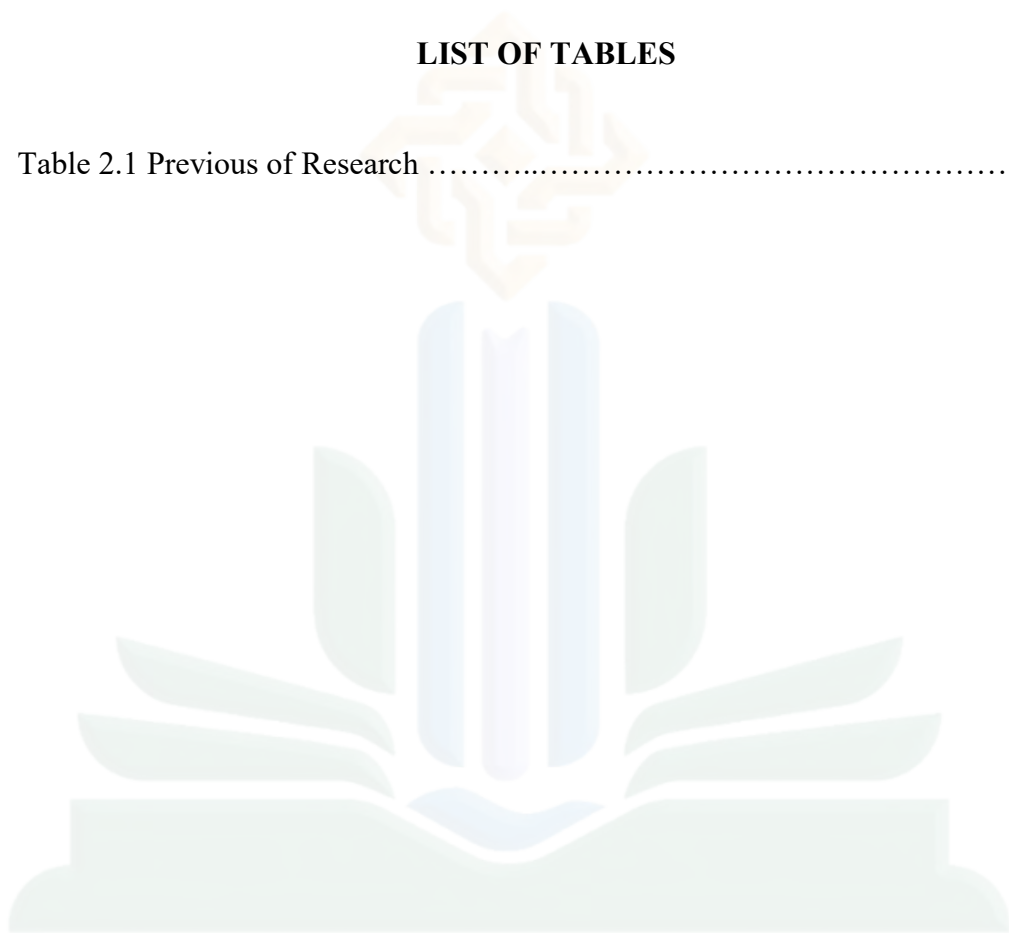 LIST OF TABLES
Table 2.1 Previous of Research ………...………………………………………